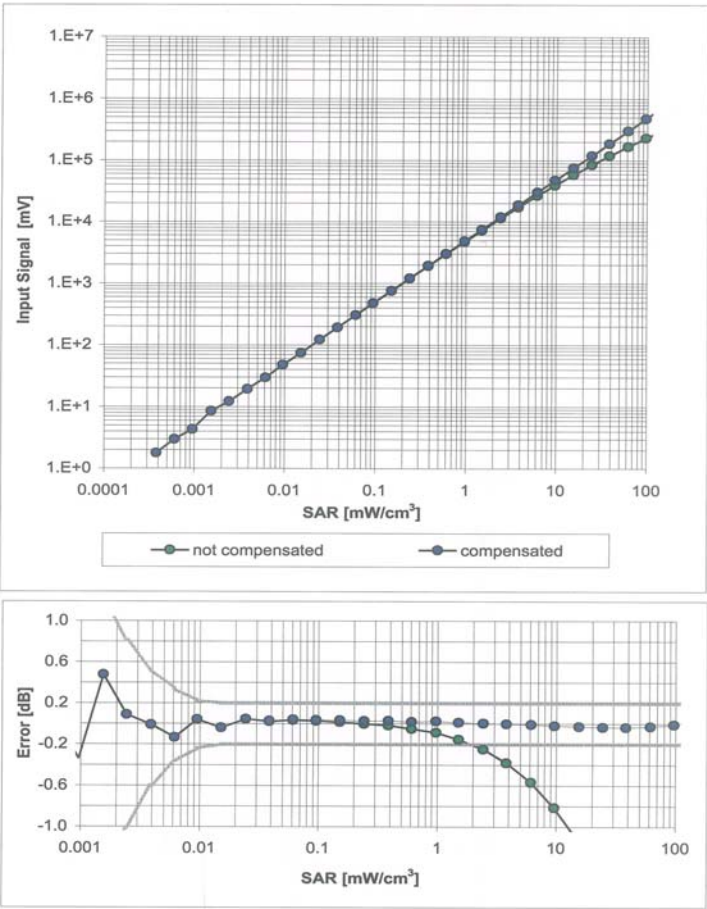 1.E+7
1.E+6
1.E+5
1.E+4
1.E+3
1.E+2
1.E+1
1.E+0
Input Signal [mV]
0.0001 0.001 0.01 0.1 1 10 100
SAR [mW/cm³]
not compensated compensated
1.0
0.6
0.2
-0.2
-0.6
-1.0
Error [dB]
0.001 0.01 0.1 1 10 100
SAR [mW/cm³]